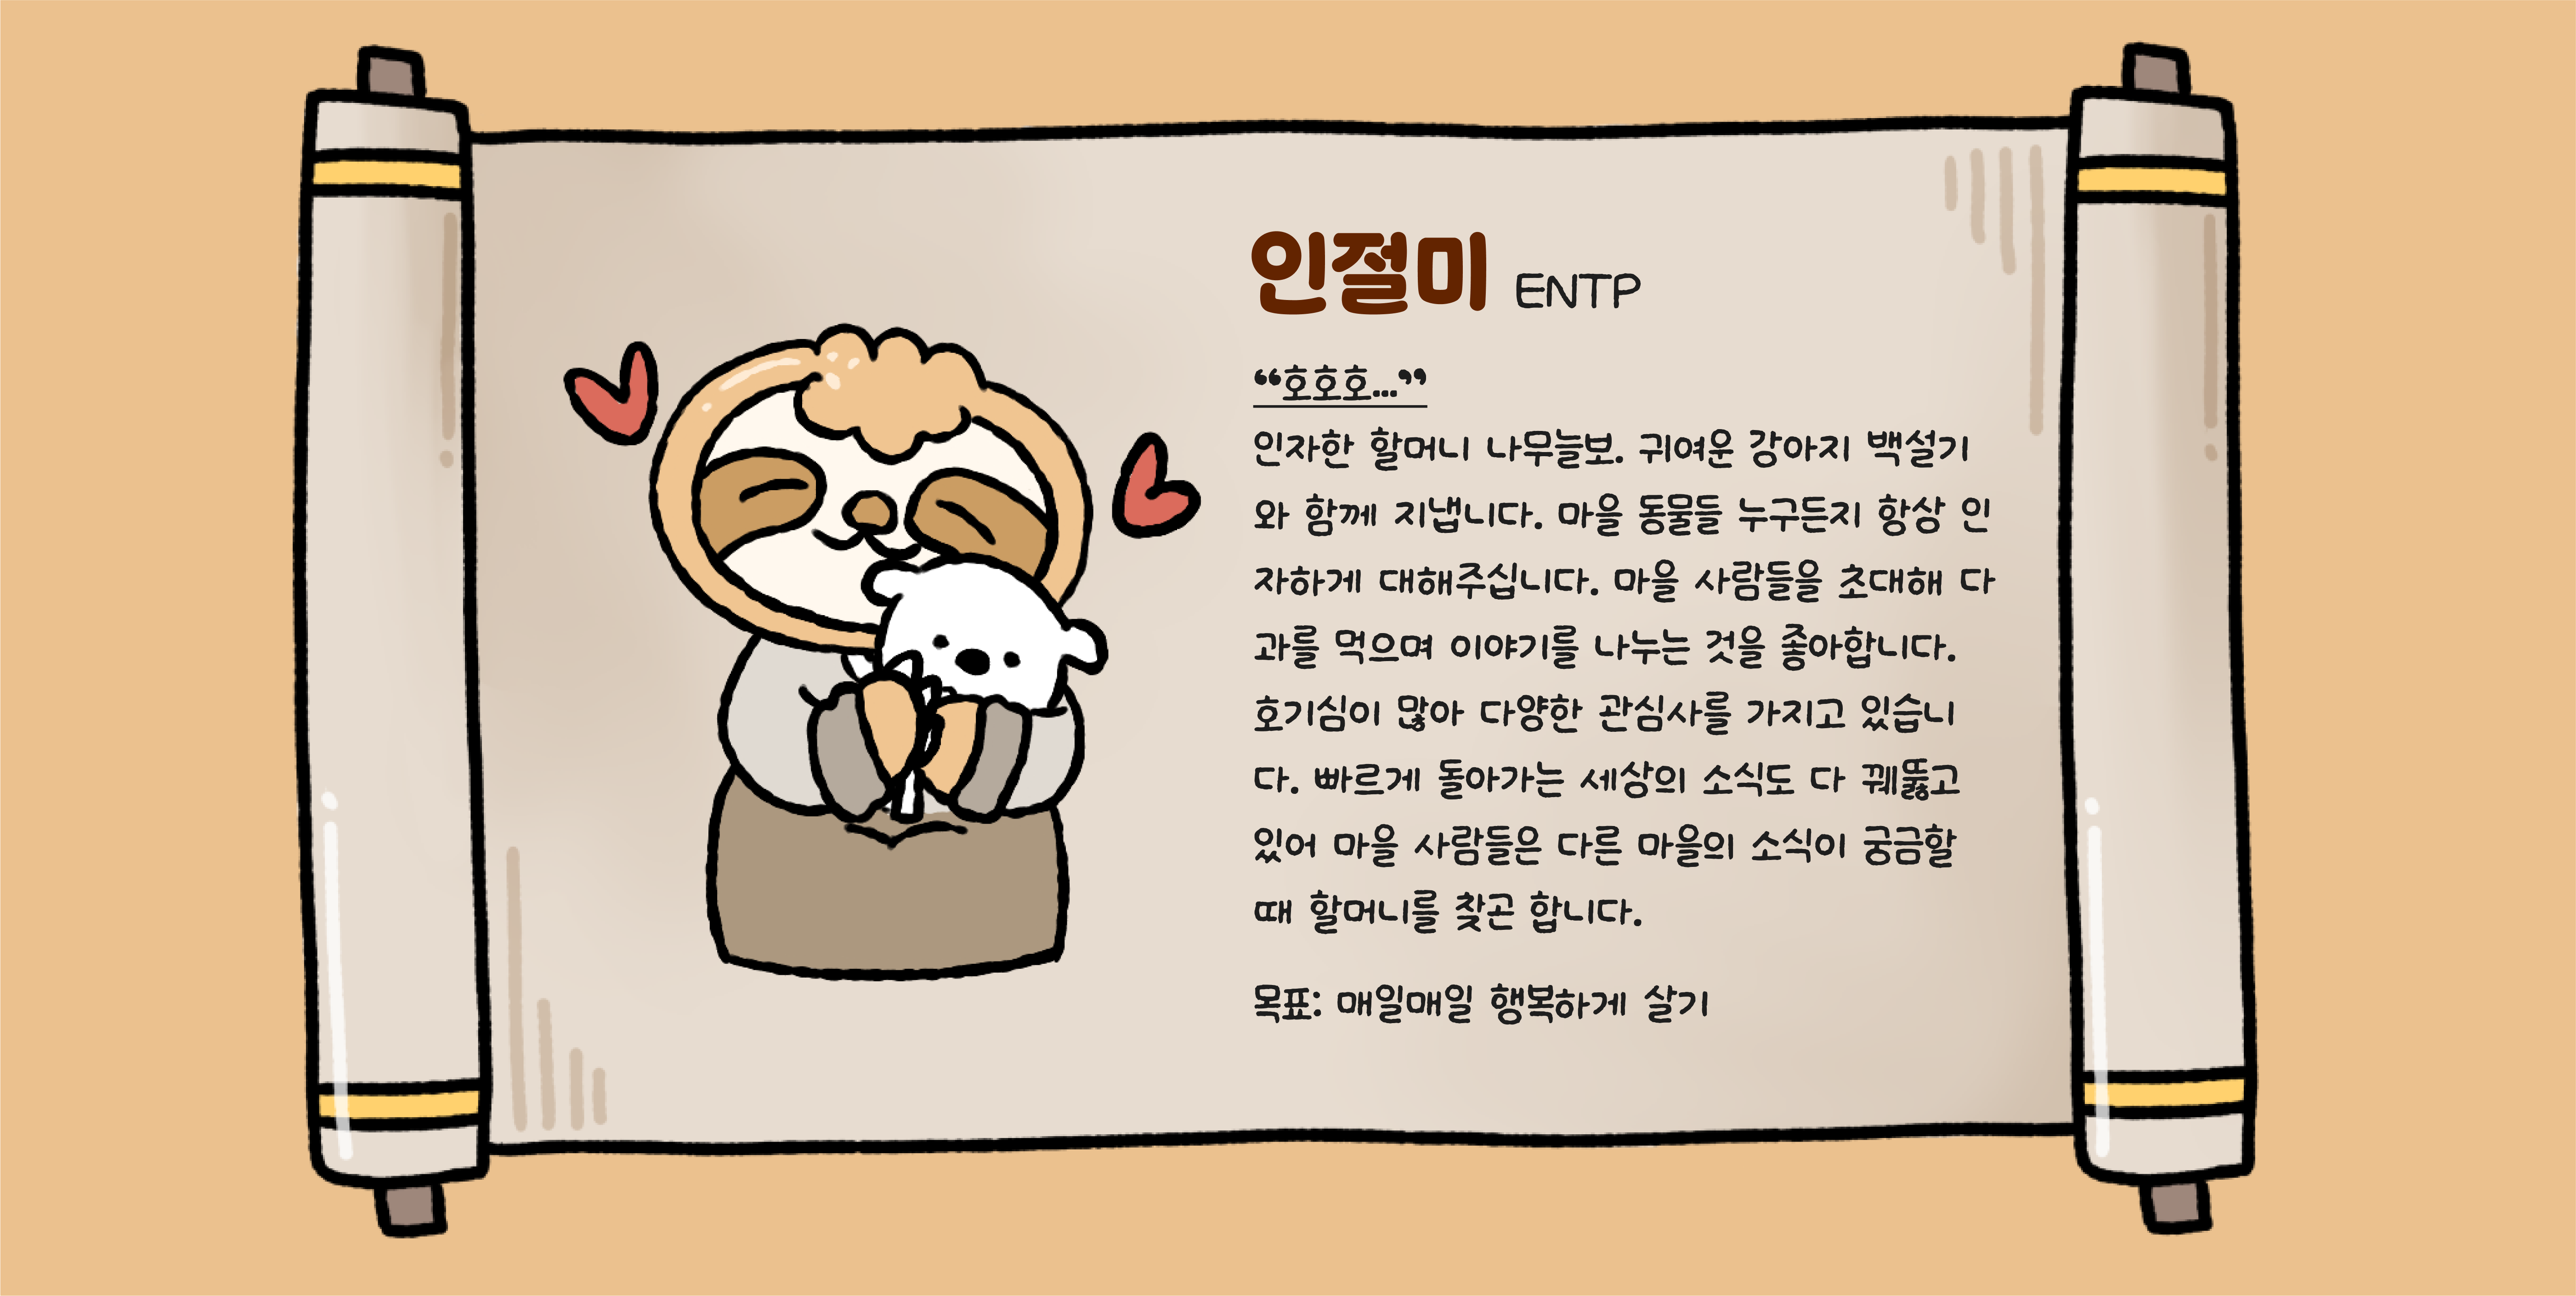 인절미 ENTP
“호호호...”
인자한 할머니 나무늘보. 귀여운 강아지 백설기
와 함께 지냅니다. 마을 동물들 누구든지 항상 인
자하게 대해주십니다. 마을 사람들을 초대해 다
과를 먹으며 이야기를 나누는 것을 좋아합니다.
호기심이 많아 다양한 관심사를 가지고 있습니
다. 빠르게 돌아가는 세상의 소식도 다 꿰뚫고
있어 마을 사람들은 다른 마을의 소식이 궁금할
때 할머니를 찾곤 합니다.
목표: 매일매일 행복하게 살기